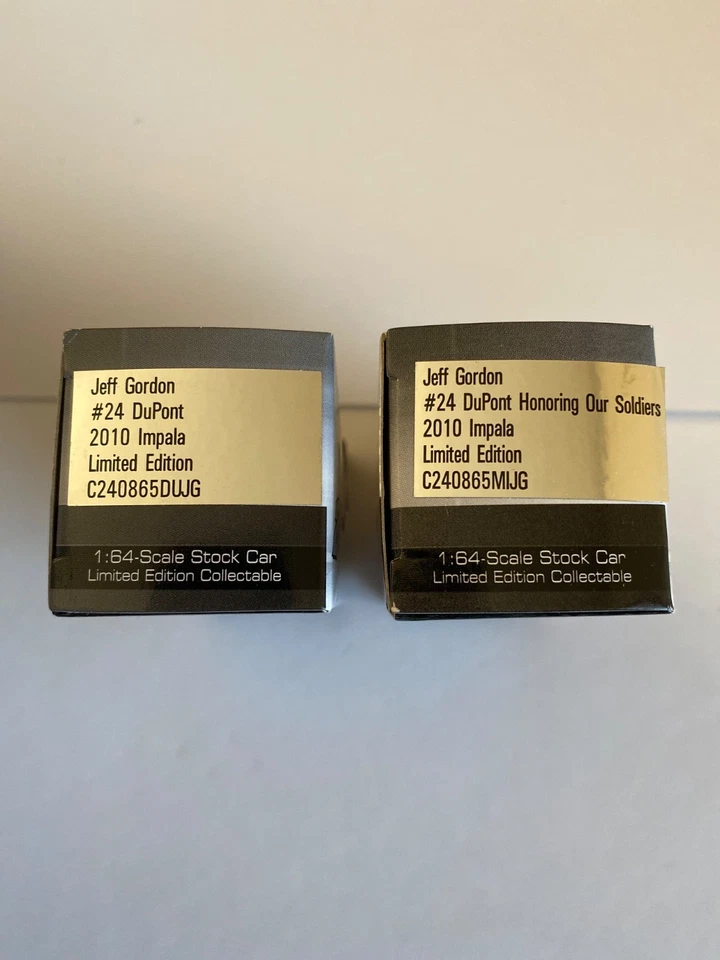 Jeff Gordon
#24 DuPont
2010 Impala
Limited Edition
C240865DUJG
1:64-Scale Stock Car
Limited Edition Collectable
Jeff Gordon
#24 DuPont Honoring Our Soldiers
2010 Impala
Limited Edition
C240865MIJG
1:64-Scale Stock Car
Limited Edition Collectable